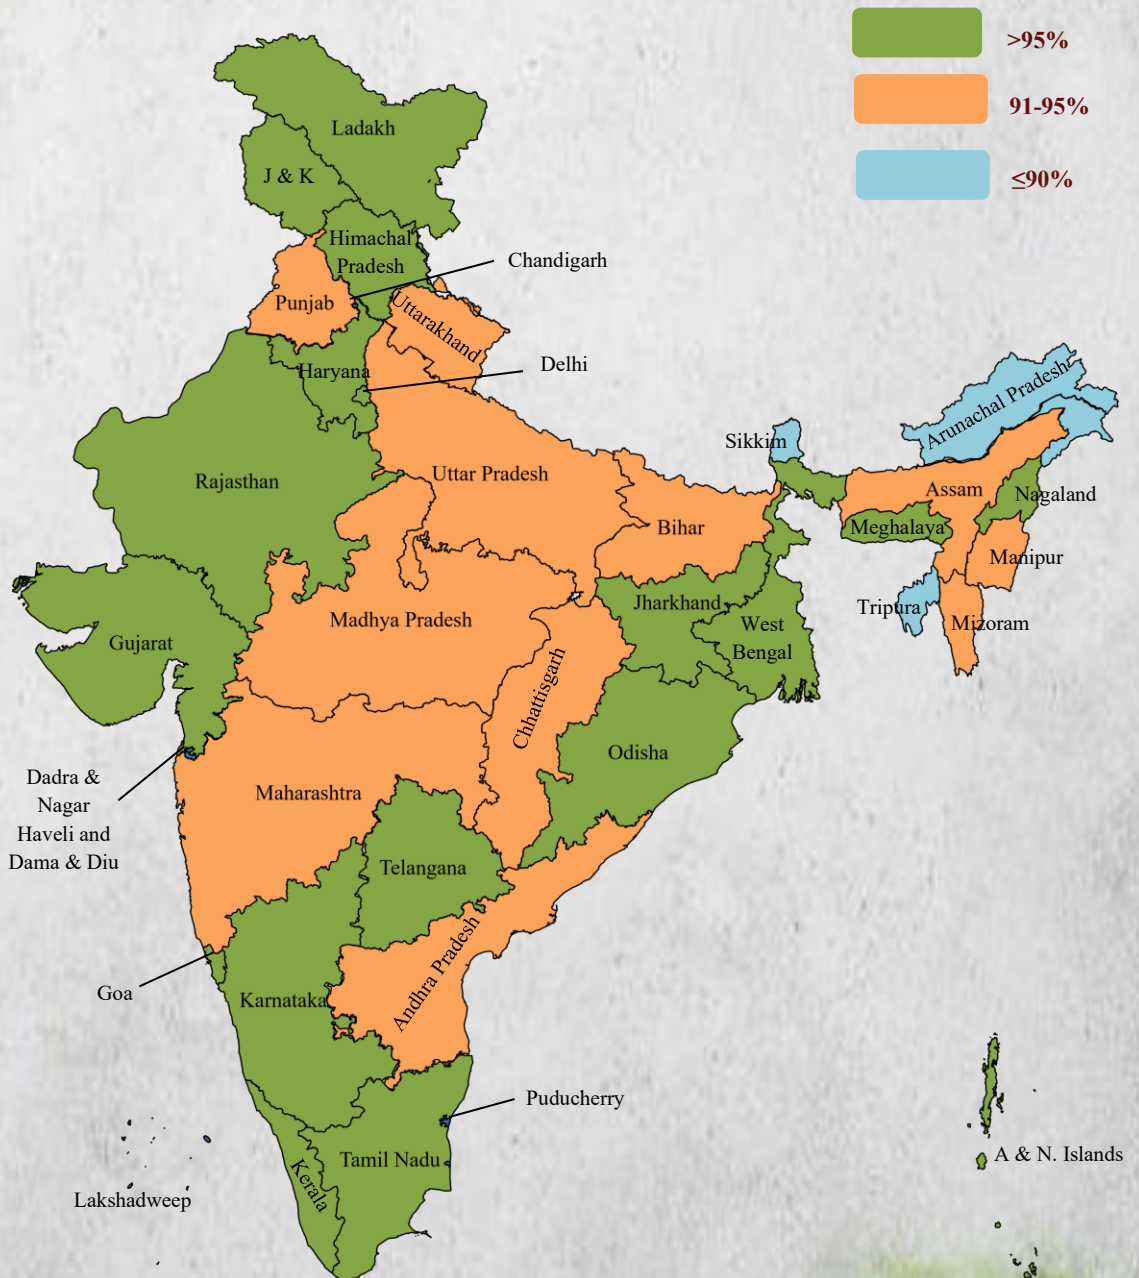 >95%
91-95%
≤90%
Ladakh
J & K
Himachal
Pradesh
Chandigarh
Punjab
Uttarakhand
Haryana
Delhi
Arunachal Pradesh
Sikkim
Rajasthan
Uttar Pradesh
Assam
Nagaland
Bihar
Meghalaya
Manipur
Madhya Pradesh
Jharkhand
Tripura
Mizoram
West
Bengal
Gujarat
Chhattisgarh
Odisha
Dadra &
Nagar
Haveli and
Dama & Diu
Maharashtra
Telangana
Andhra Pradesh
Goa
Karnataka
Puducherry
A & N. Islands
Tamil Nadu
Kerala
Lakshadweep